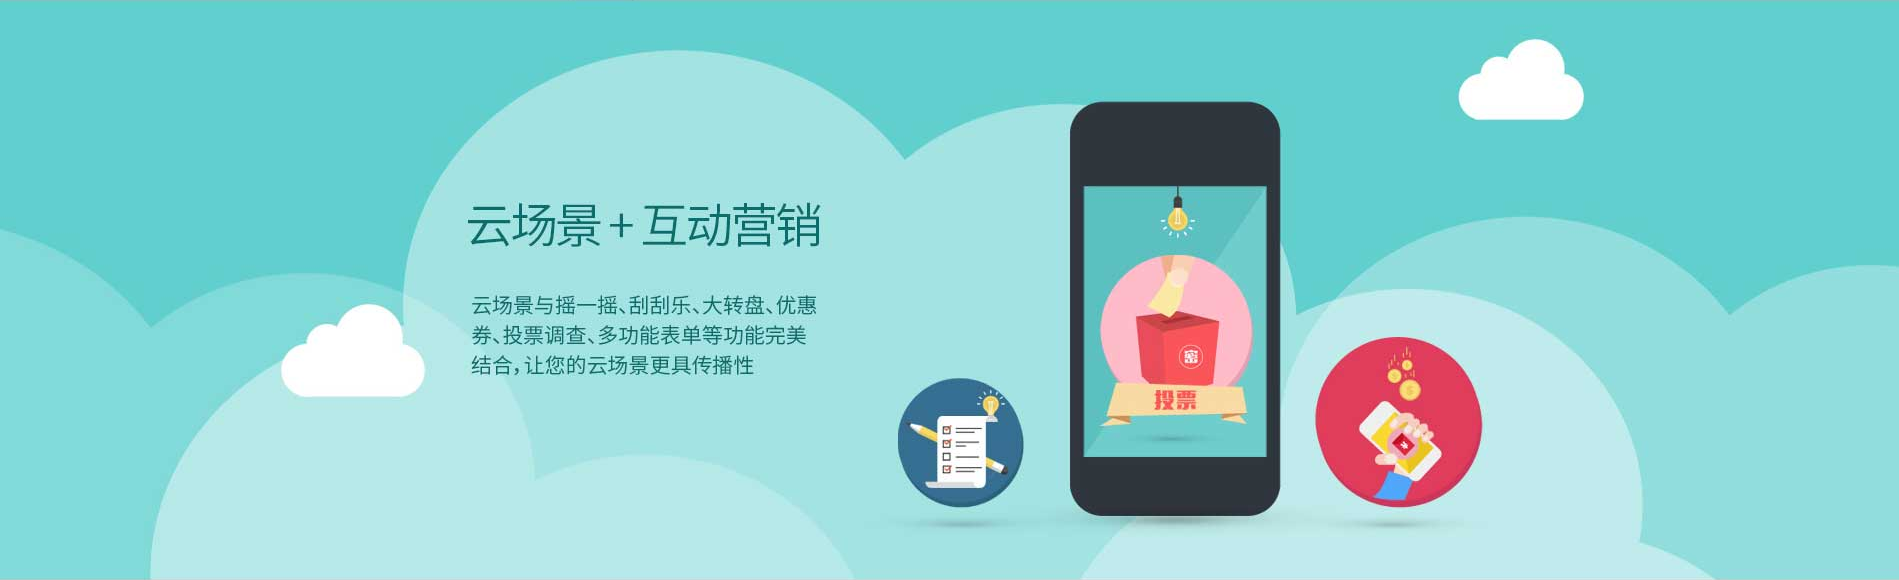 云场景+互动营销
云场景与摇一摇、刮刮乐、大转盘、优惠
券、投票调查、多功能表单等功能完美
结合，让您的云场景更具传播性
密
投票